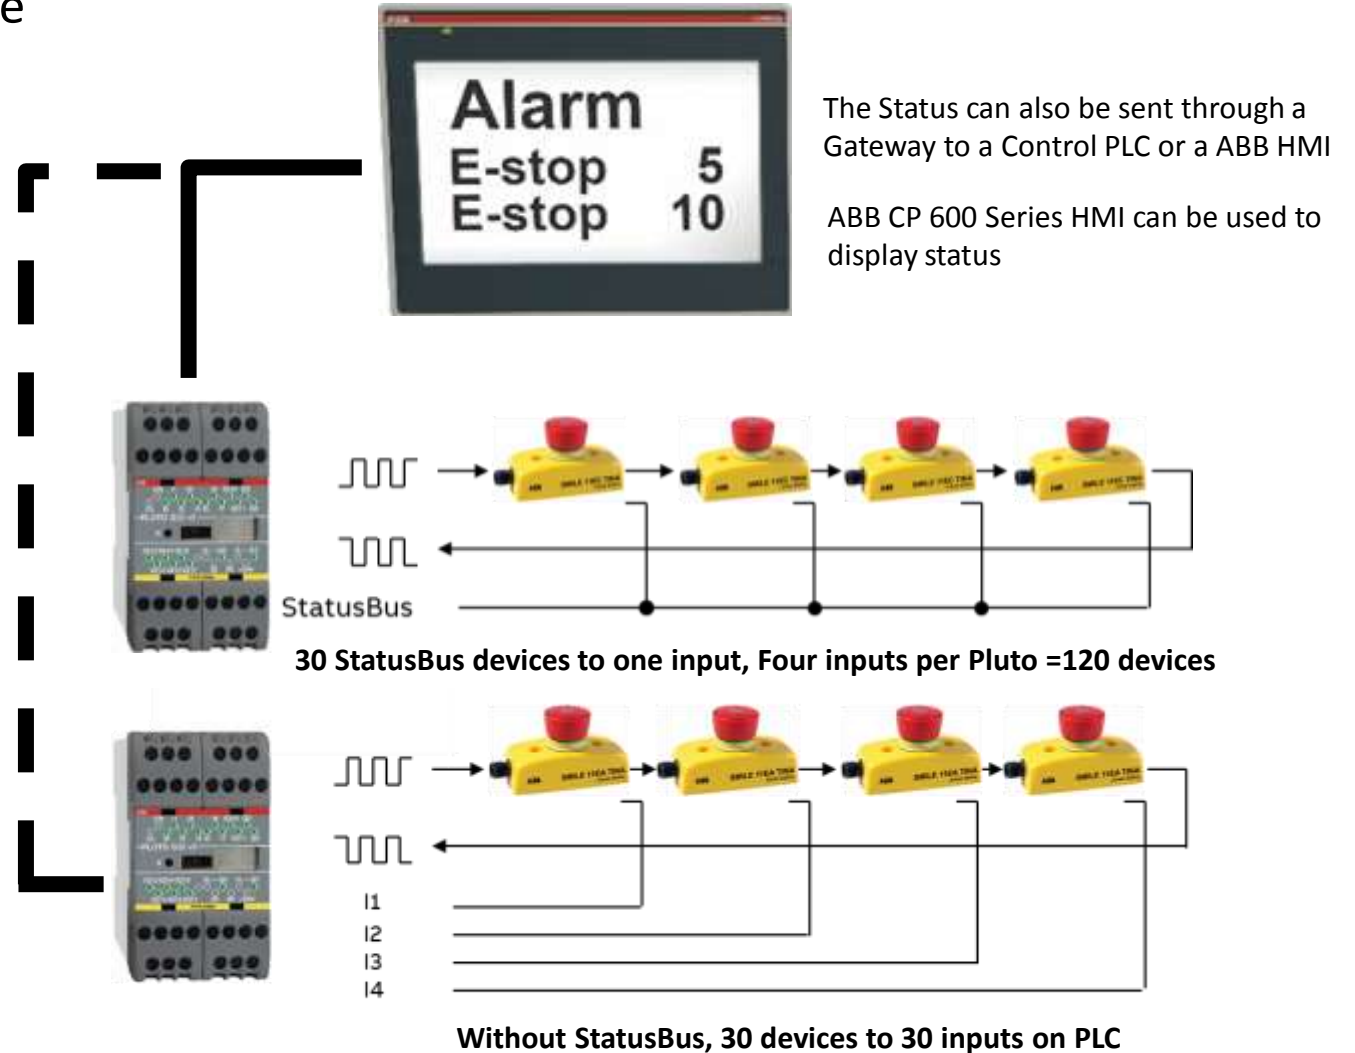 e
Alarm
E-stop 5
E-stop 10
The Status can also be sent through a
Gateway to a Control PLC or a ABB HMI
ABB CP 600 Series HMI can be used to
display status
StatusBus
30 StatusBus devices to one input, Four inputs per Pluto =120 devices
I1
I2
I3
I4
Without StatusBus, 30 devices to 30 inputs on PLC